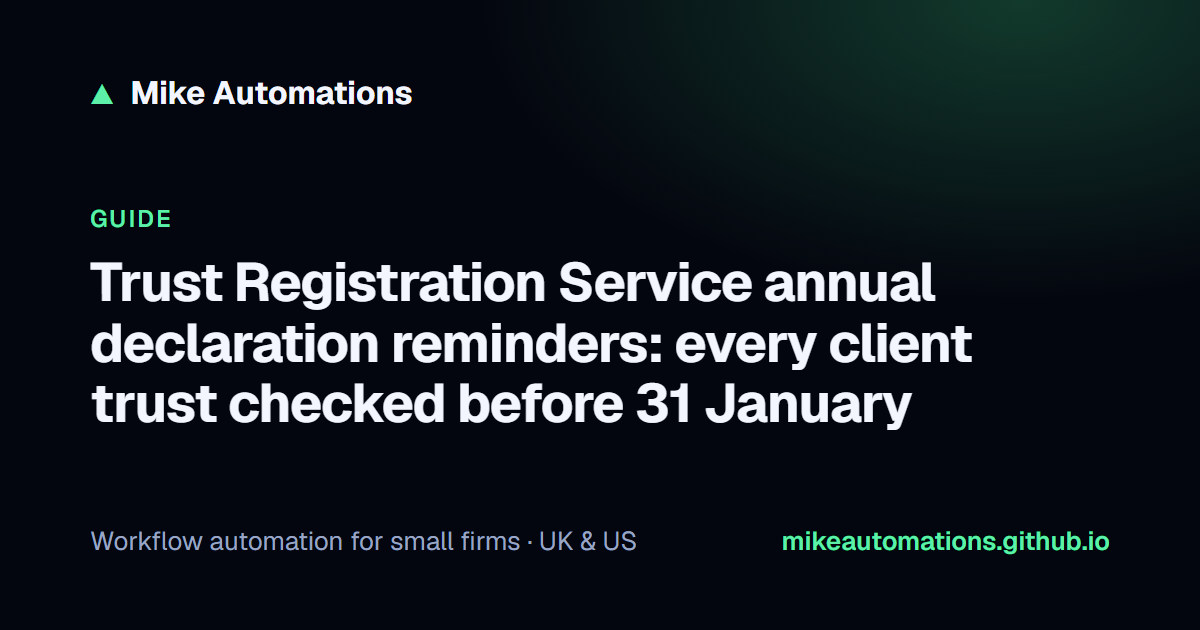 Mike Automations
GUIDE
Trust Registration Service annual
declaration reminders: every client
trust checked before 31 January
Workflow automation for small firms · UK & US
mikeautomations.github.io